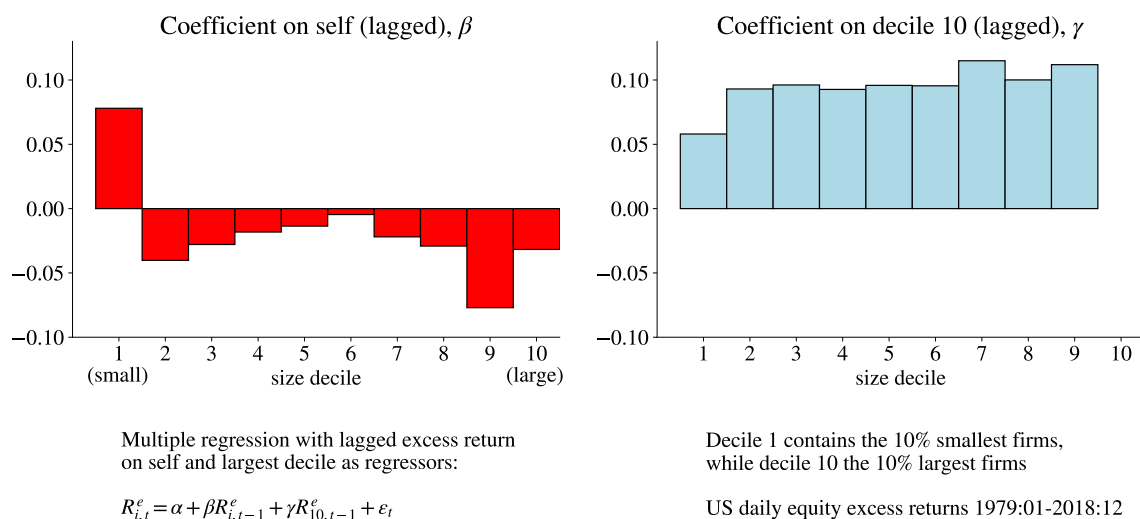 Coefficient on self (lagged), β
0.10
0.05
0.00
−0.05
−0.10
1 2 3 4 5 6 7 8 9 10
(small) (large)
size decile
Multiple regression with lagged excess return
on self and largest decile as regressors:
R^e_{i,t} = α + βR^e_{i,t−1} + γR^e_{10,t−1} + ε_t
Coefficient on decile 10 (lagged), γ
0.10
0.05
0.00
−0.05
−0.10
1 2 3 4 5 6 7 8 9 10
size decile
Decile 1 contains the 10% smallest firms,
while decile 10 the 10% largest firms
US daily equity excess returns 1979:01-2018:12